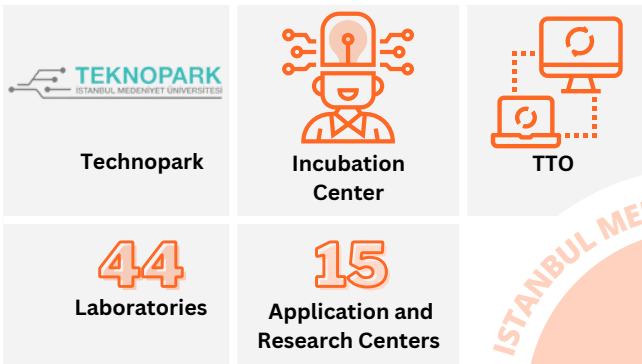 TEKNOPARK
İSTANBUL MEDENİYET ÜNİVERSİTESİ
Technopark
Incubation
Center
TTO
44
Laboratories
15
Application and
Research Centers
ISTANBUL